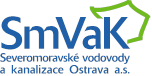 SmVaK
Severomoravské vodovody
a kanalizace Ostrava a.s.